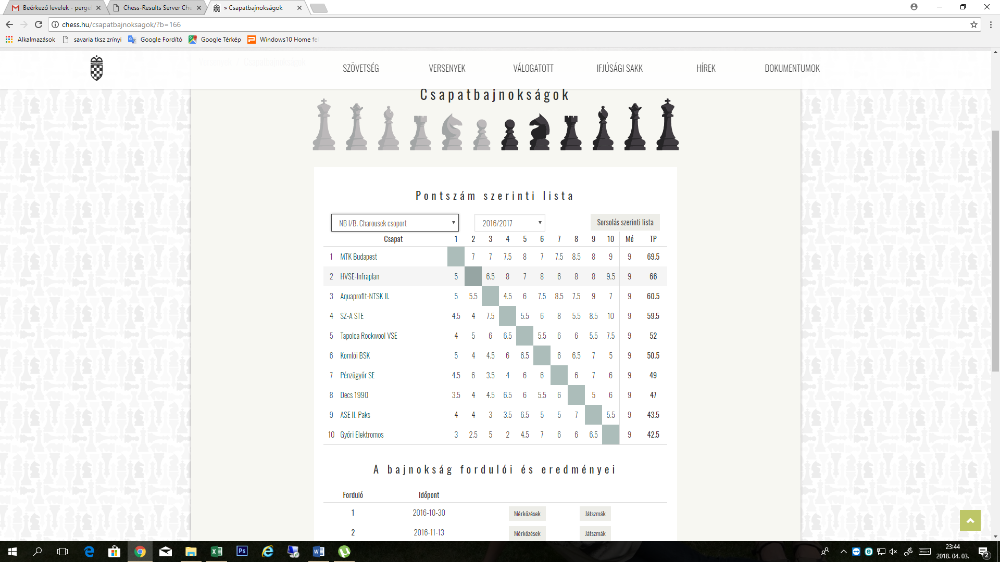 Beérkező levelek - perge
Chess-Results Server Che
» Csapatbajnokságok
chess.hu/csapatbajnoksagok/?b=166
Alkalmazások savaria tksz zrínyi Google Fordító Google Térkép Windows10 Home fe
Versenyek / Csapatbajnokságok
SZÖVETSÉG VERSENYEK VÁLOGATOTT IFJÚSÁGI SAKK HÍREK DOKUMENTUMOK
Csapatbajnokságok
Pontszám szerinti lista
NB I/B. Charousek csoport 2016/2017 Sorsolás szerinti lista
Csapat 1 2 3 4 5 6 7 8 9 10 Mé TP
1 MTK Budapest 7 7 7.5 8 7 7.5 8.5 8 9 9 69.5
2 HVSE-Infraplan 5 6.5 8 7 8 6 8 8 9.5 9 66
3 Aquaprofit-NTSK II. 5 5.5 4.5 6 7.5 8.5 7.5 9 7 9 60.5
4 SZ-A STE 4.5 4 7.5 5.5 6 8 5.5 8.5 10 9 59.5
5 Tapolca Rockwool VSE 4 5 6 6.5 5.5 6 6 5.5 7.5 9 52
6 Komlói BSK 5 4 4.5 6 6.5 6 6.5 7 5 9 50.5
7 Pénzügyőr SE 4.5 6 3.5 4 6 6 6 7 6 9 49
8 Decs 1990 3.5 4 4.5 6.5 6 5.5 6 5 6 9 47
9 ASE II. Paks 4 4 3 3.5 6.5 5 5 7 5.5 9 43.5
10 Győri Elektromos 3 2.5 5 2 4.5 7 6 6 6.5 9 42.5
A bajnokság fordulói és eredményei
Forduló Időpont
1 2016-10-30 Mérkőzések Játszmák
2 2016-11-13 Mérkőzések Játszmák
23:44
2018. 04. 03.
2